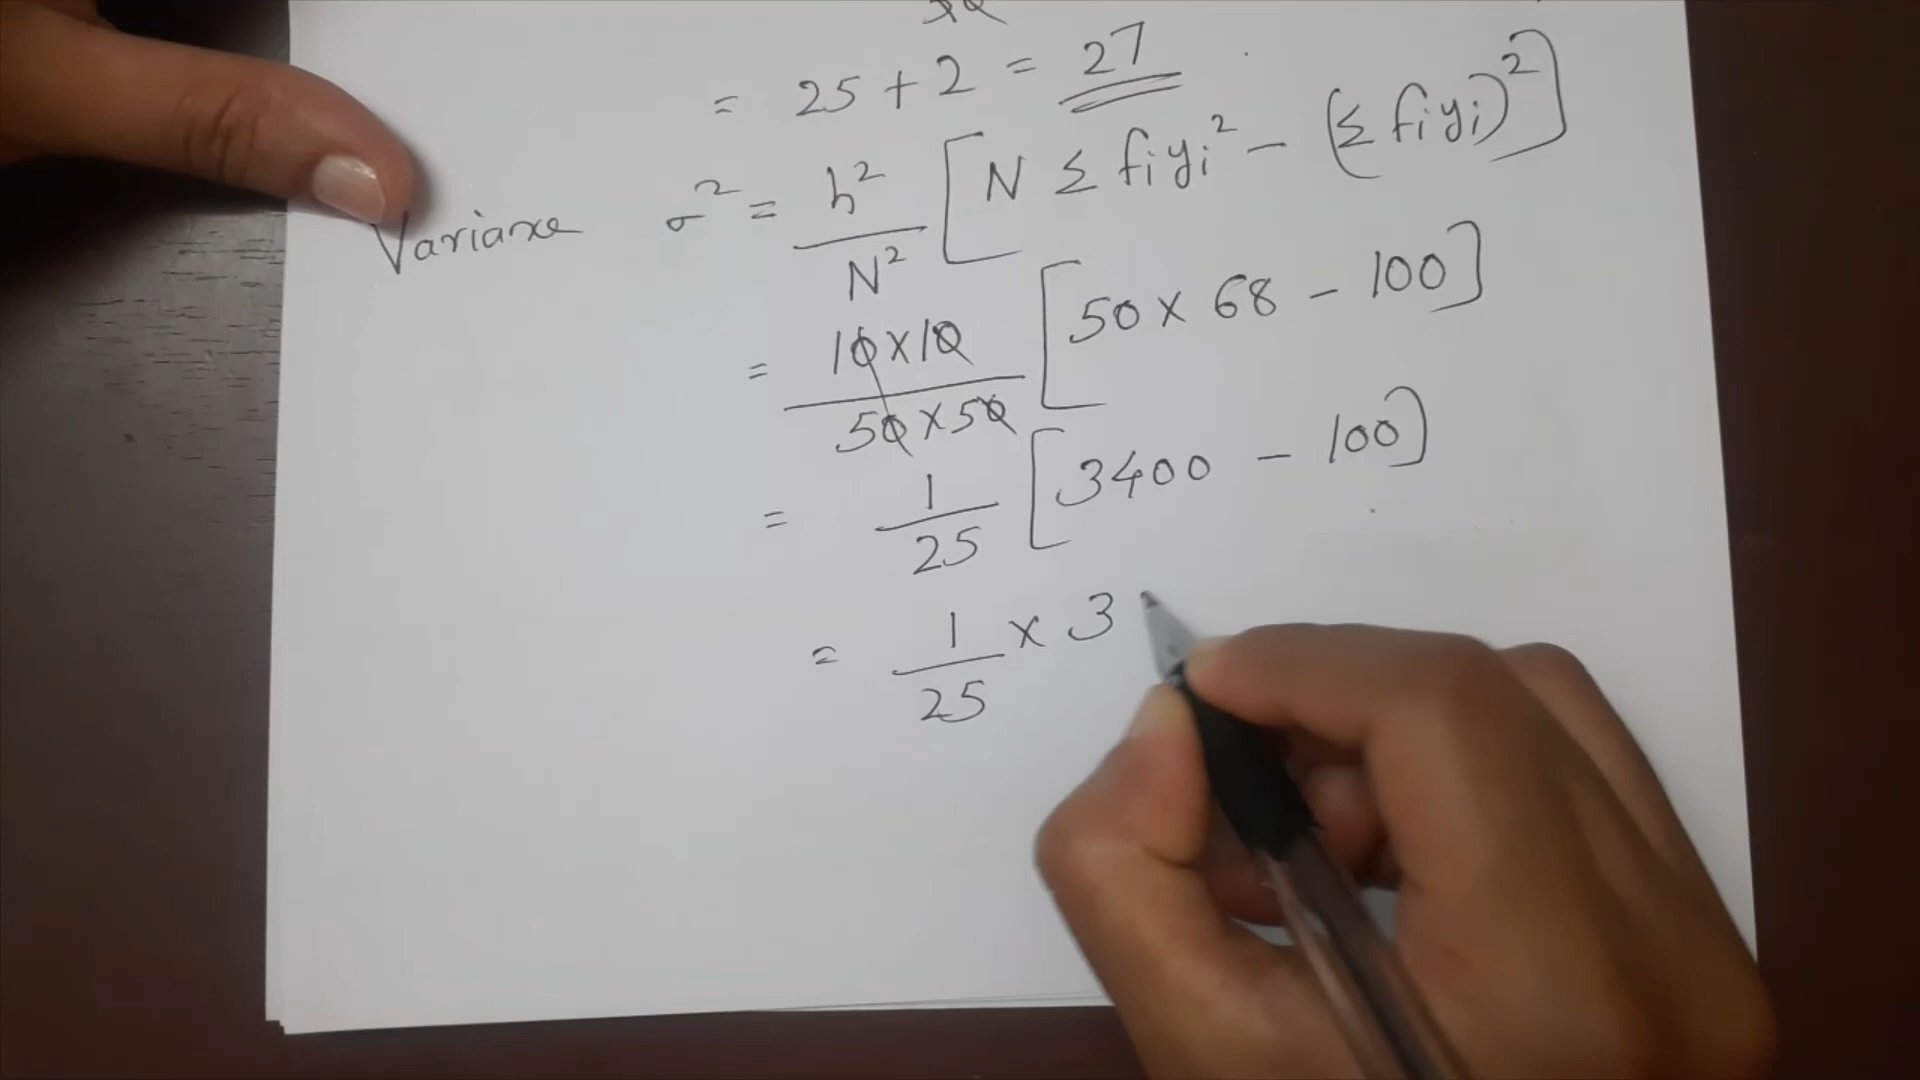 = 25 + 2 = 27
Variance σ² = h²/N² [N Σ fiyi² - (Σ fiyi)²]
= 10×10/50×50 [50 × 68 - 100]
= 1/25 [3400 - 100]
= 1/25 × 3